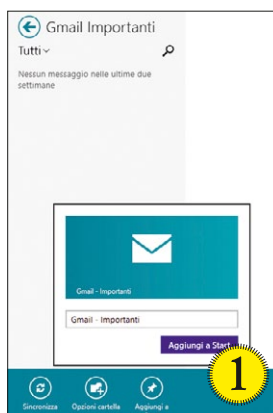 Gmail Importanti
Tutti
Nessun messaggio nelle ultime due
settimane
Gmail - Importanti
Gmail - Importanti
Aggiungi a Start
1
Sincronizza Opzioni cartella Aggiungi a